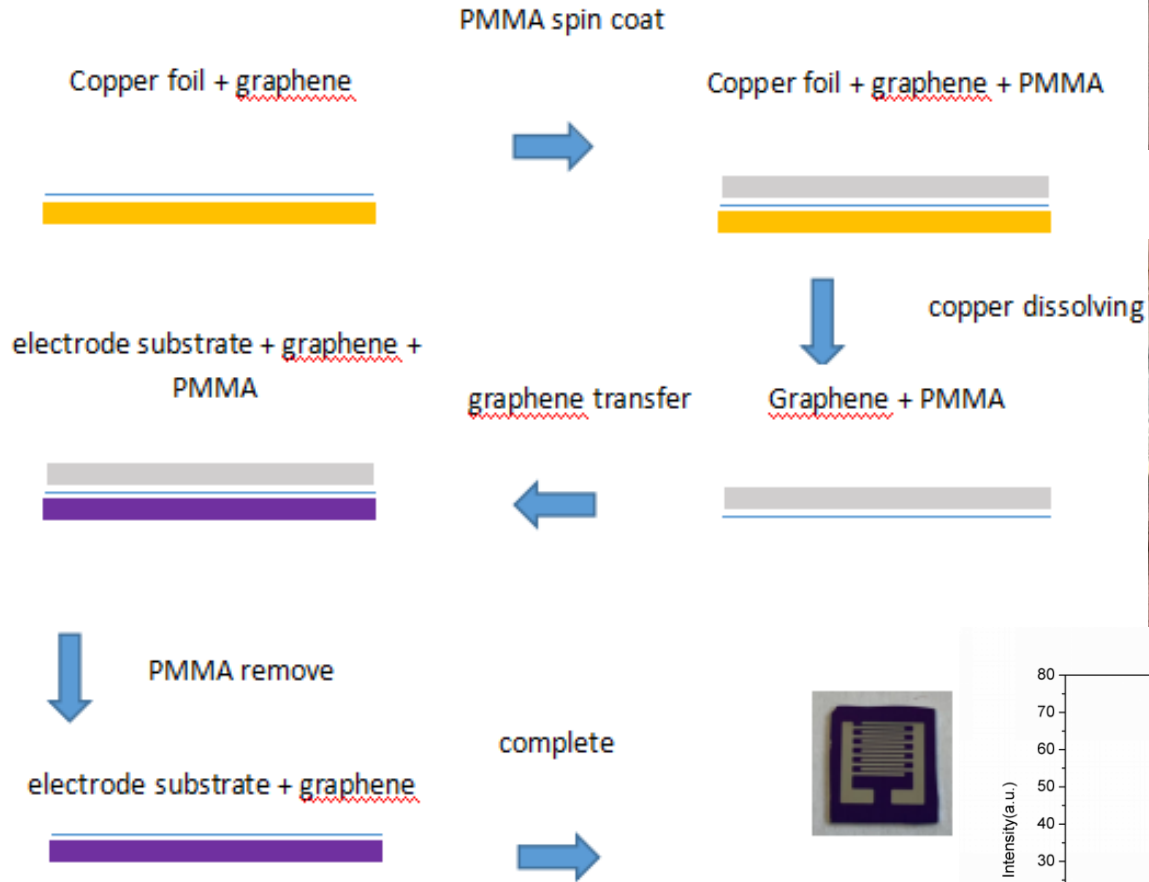 PMMA spin coat
Copper foil + graphene
Copper foil + graphene + PMMA
copper dissolving
electrode substrate + graphene +
PMMA
graphene transfer
Graphene + PMMA
PMMA remove
complete
electrode substrate + graphene
80
70
60
50
40
30
Intensity(a.u.)